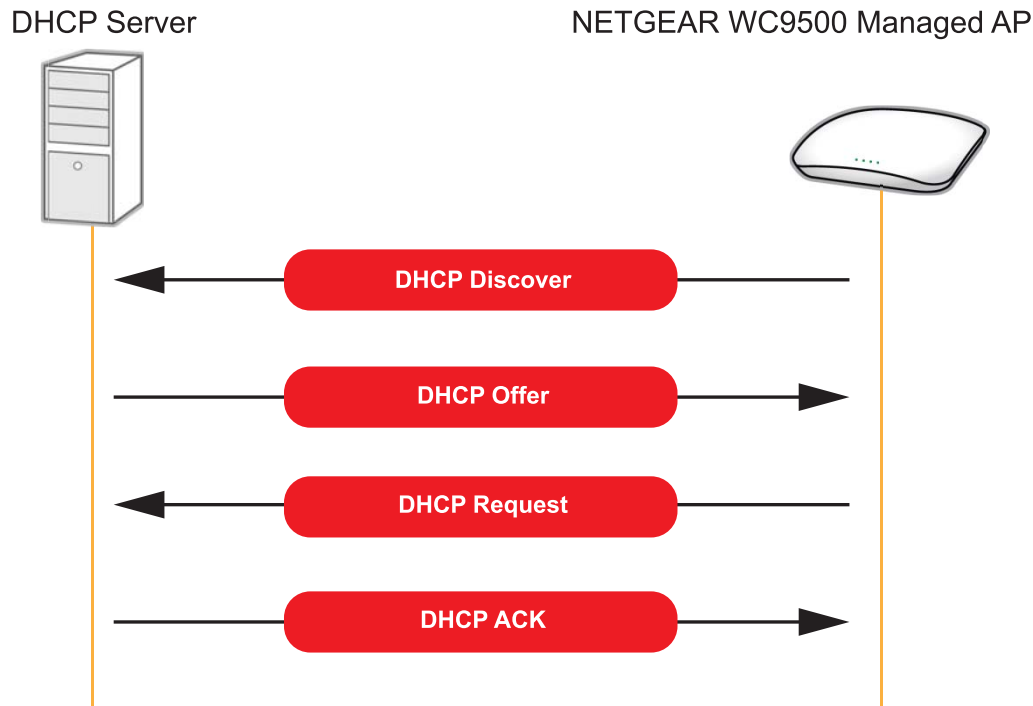 DHCP Server
NETGEAR WC9500 Managed AP
DHCP Discover
DHCP Offer
DHCP Request
DHCP ACK